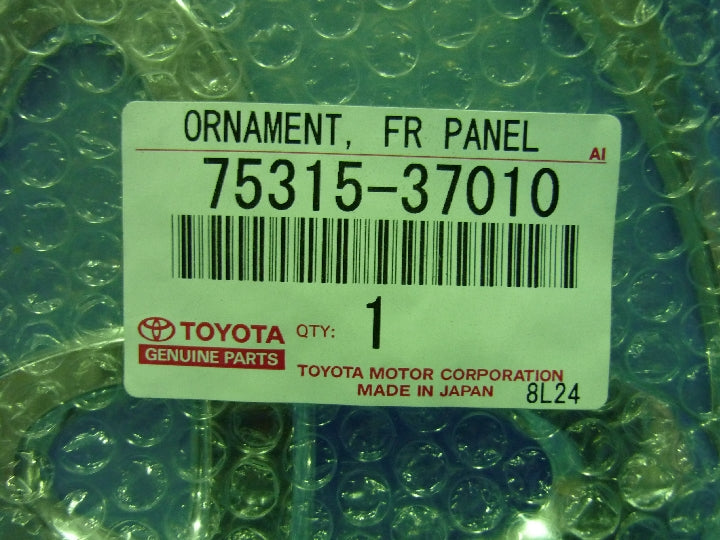 ORNAMENT, FR PANEL
AI
75315-37010
TOYOTA QTY: 1
GENUINE PARTS
TOYOTA MOTOR CORPORATION
MADE IN JAPAN 8L24